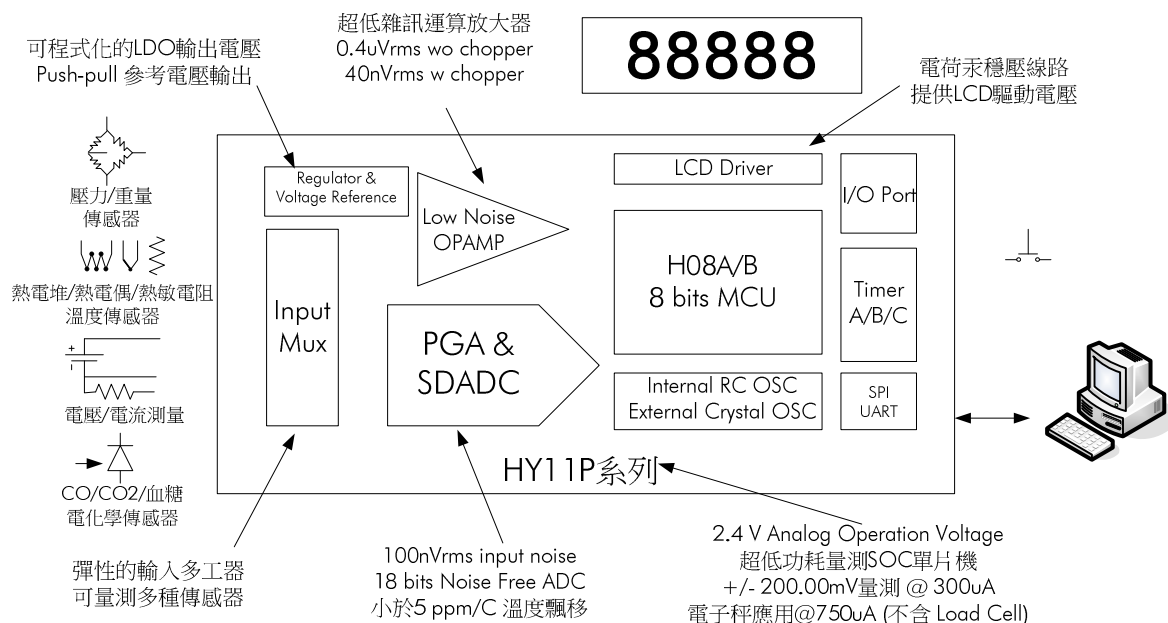 可程式化的LDO輸出電壓
Push-pull 參考電壓輸出
超低雜訊運算放大器
0.4uVrms wo chopper
40nVrms w chopper
88888
電荷汞穩壓線路
提供LCD驅動電壓
壓力/重量
傳感器
熱電堆/熱電偶/熱敏電阻
溫度傳感器
+
-
電壓/電流測量
CO/CO2/血糖
電化學傳感器
Regulator &
Voltage Reference
Low Noise
OPAMP
Input
Mux
PGA &
SDADC
LCD Driver
H08A/B
8 bits MCU
Internal RC OSC
External Crystal OSC
I/O Port
Timer
A/B/C
SPI
UART
HY11P系列
彈性的輸入多工器
可量測多種傳感器
100nVrms input noise
18 bits Noise Free ADC
小於5 ppm/C 溫度飄移
2.4 V Analog Operation Voltage
超低功耗量測SOC單片機
+/- 200.00mV量測 @ 300uA
電子秤應用@750uA (不含 Load Cell)